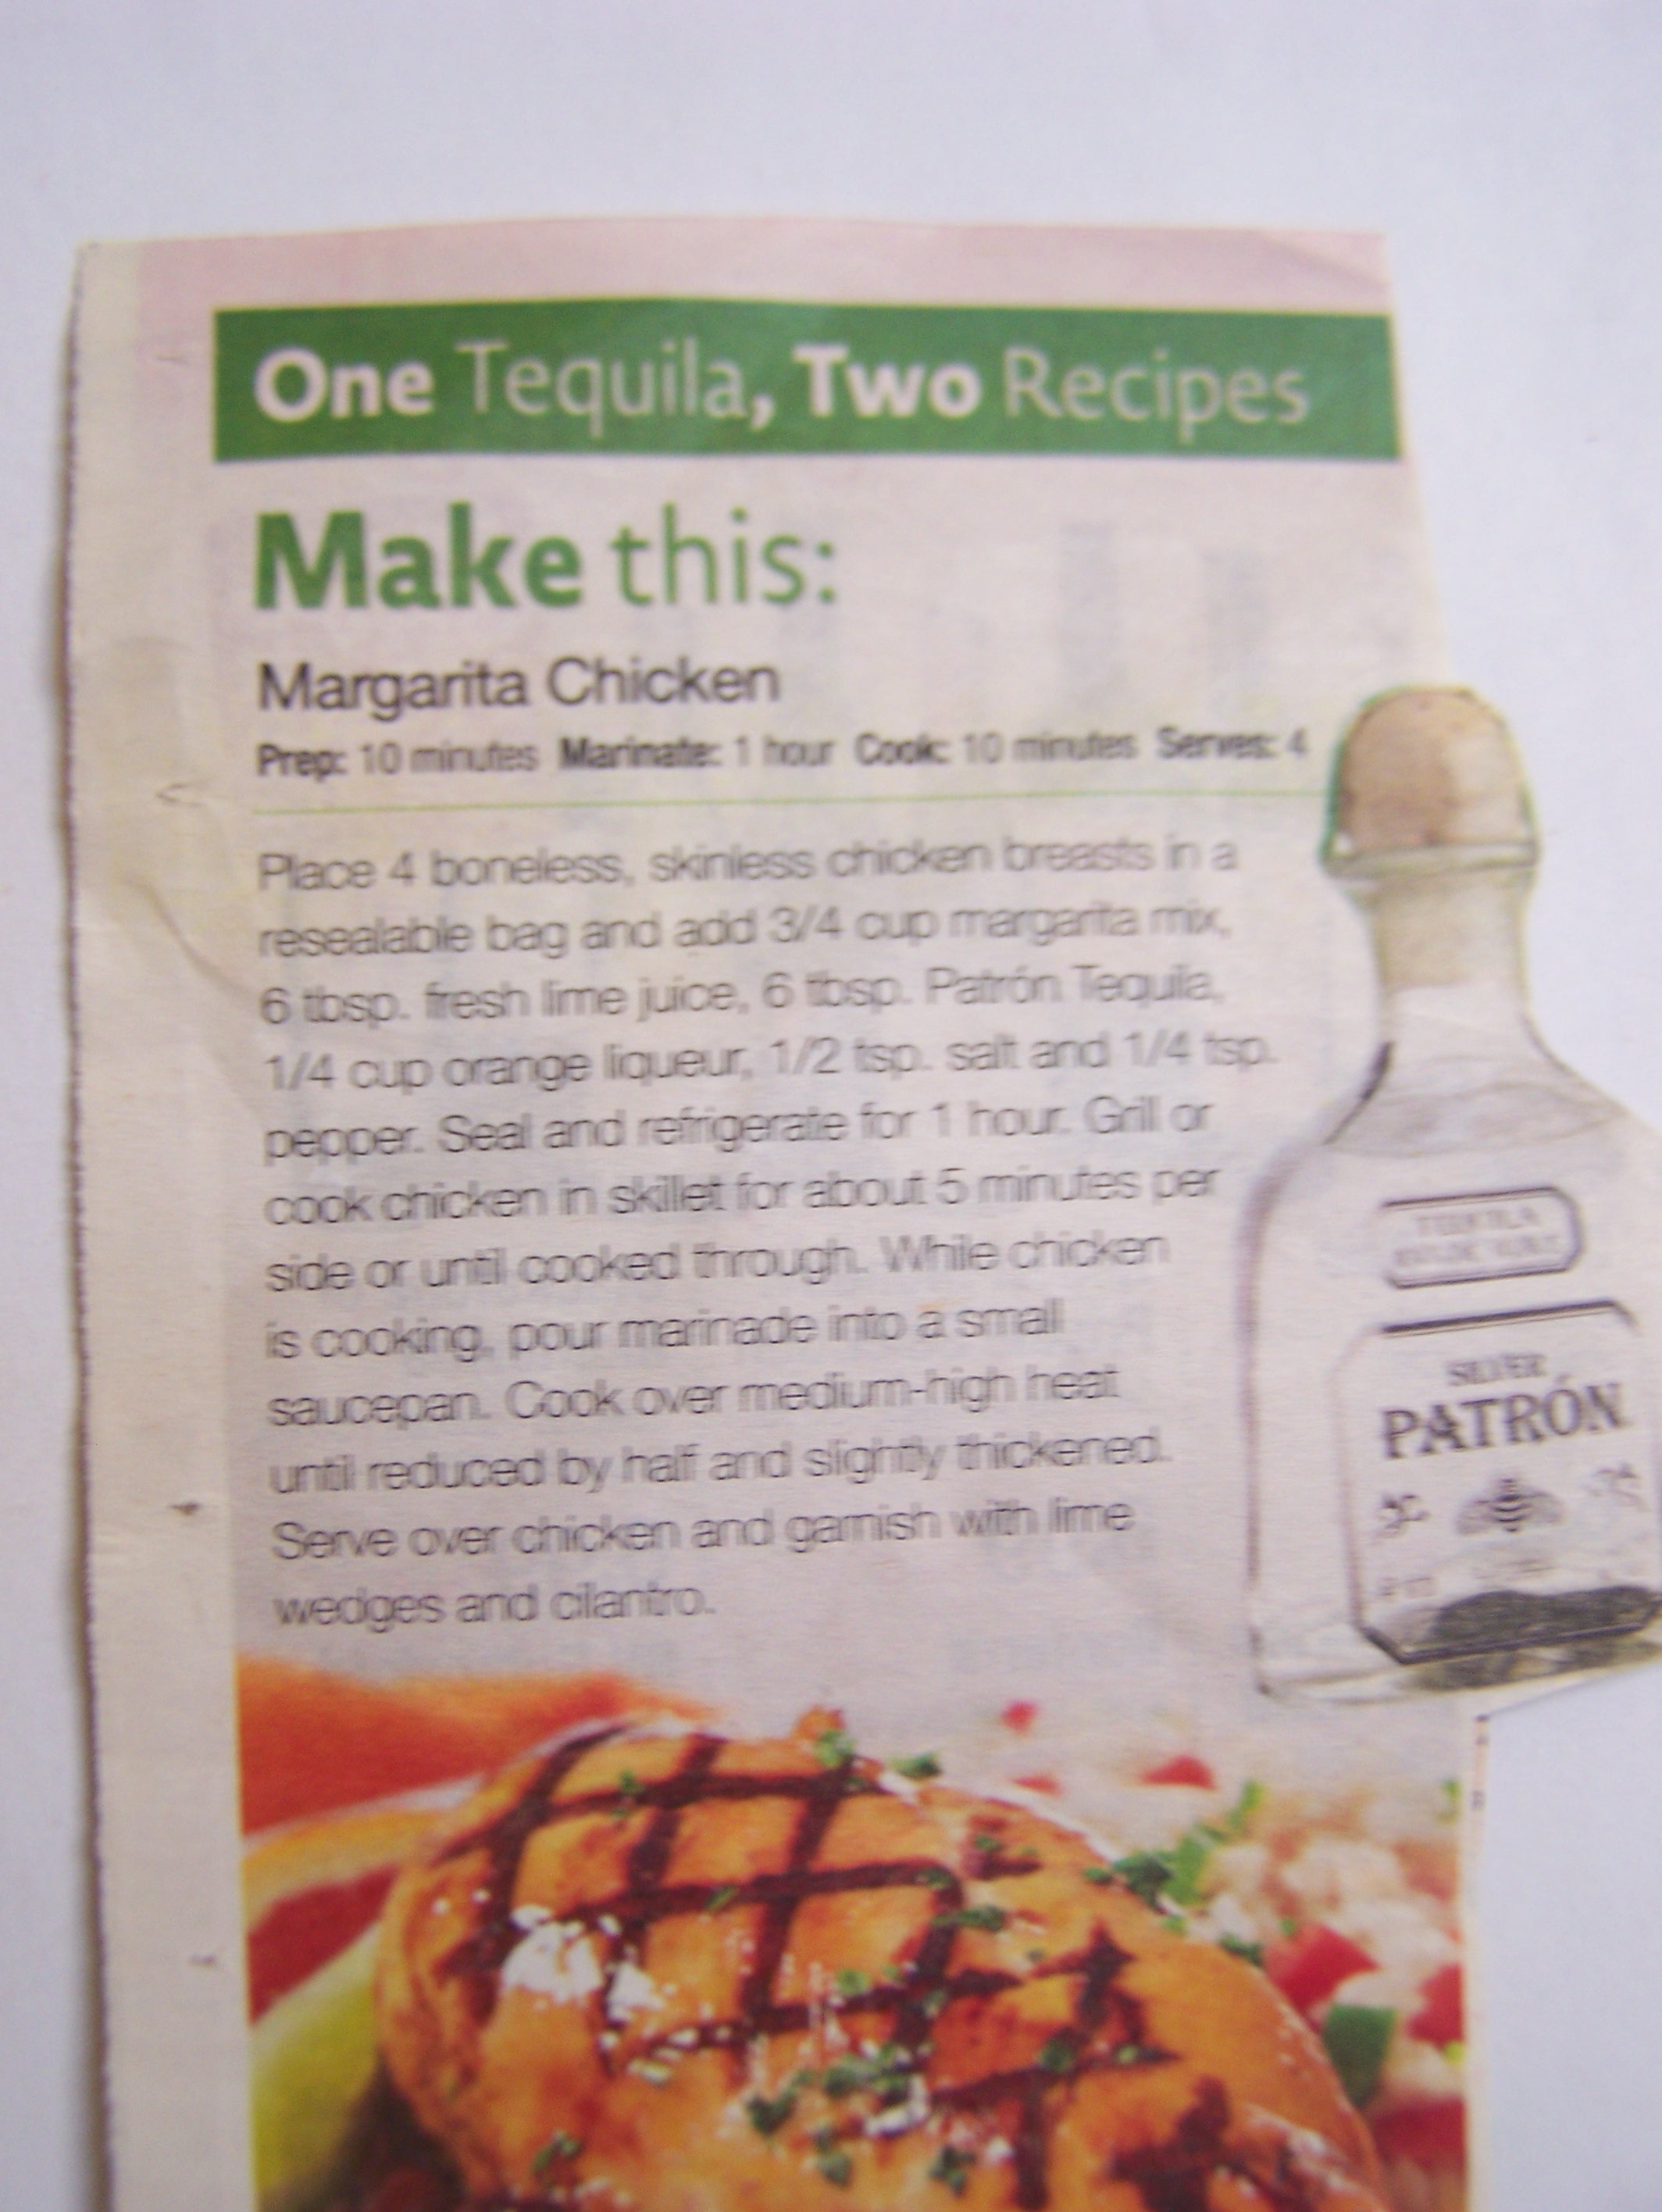 One Tequila, Two Recipes
Make this:
Margarita Chicken
Prep: 10 minutes Marinate: 1 hour Cook: 10 minutes Serves: 4
Place 4 boneless, skinless chicken breasts in a
resealable bag and add 3/4 cup margarita mix,
6 tbsp. fresh lime juice, 6 tbsp. Patrón Tequila,
1/4 cup orange liqueur, 1/2 tsp. salt and 1/4 tsp.
pepper. Seal and refrigerate for 1 hour. Grill or
cook chicken in skillet for about 5 minutes per
side or until cooked through. While chicken
is cooking, pour marinade into a small
saucepan. Cook over medium-high heat
until reduced by half and slightly thickened.
Serve over chicken and garnish with lime
wedges and cilantro.
TEQUILA
SILVER
PATRÓN